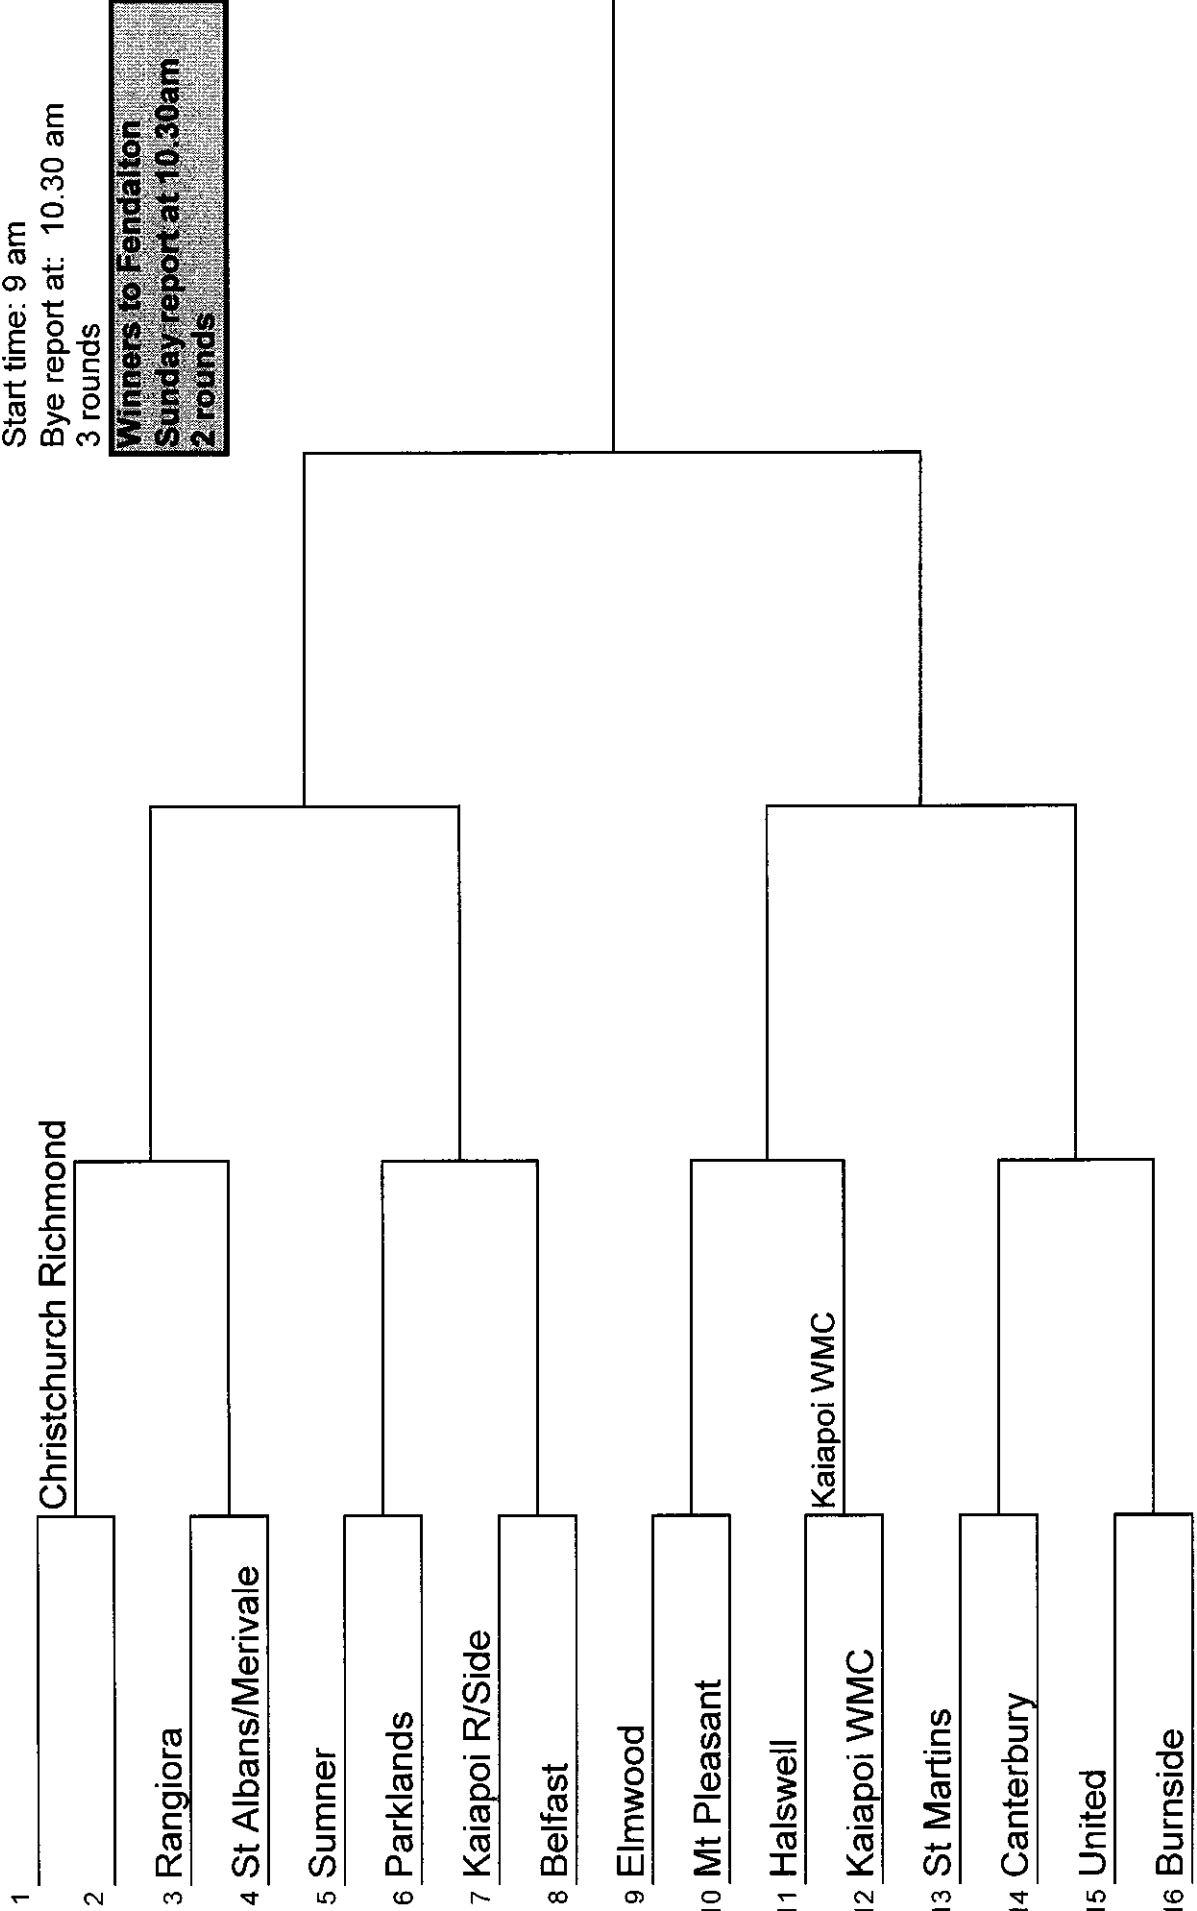 Start time: 9 am
Bye report at: 10.30 am
3 rounds
Winners to Fendalton
Sunday report at 10.30am
2 rounds
1
Christchurch Richmond
2
3 Rangiora
4 St Albans/Merivale
5 Sumner
6 Parklands
7 Kaiapoi R/Side
8 Belfast
9 Elmwood
10 Mt Pleasant
11 Halswell
Kaiapoi WMC
12 Kaiapoi WMC
13 St Martins
14 Canterbury
15 United
16 Burnside